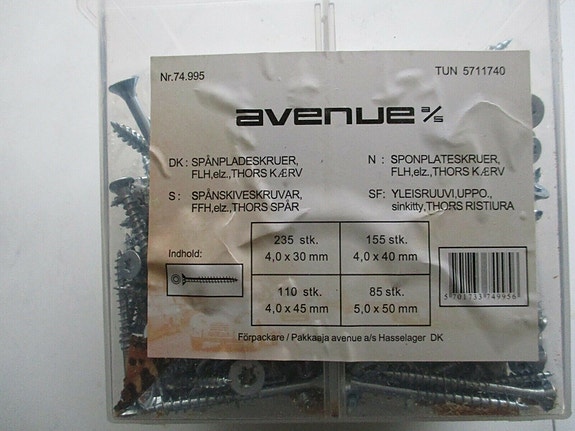 Nr.74.995
TUN 5711740
avenue a/s
DK: SPÅNPLADESKRUER,
FLH,elz.,THORS KÆRV
N: SPONPLATESKRUER,
FLH,elz.,THORS KÆRV
S: SPÅNSKIVESKRUVAR,
FFH,elz.,THORS SPÅR
SF: YLEISRUUVI,UPPO.,
sinkitty,THORS RISTIURA
Indhold:
235 stk.
4,0 x 30 mm
155 stk.
4,0 x 40 mm
110 stk.
4,0 x 45 mm
85 stk.
5,0 x 50 mm
5 701733 749956
Förpackare / Pakkaaja avenue a/s Hasselager DK